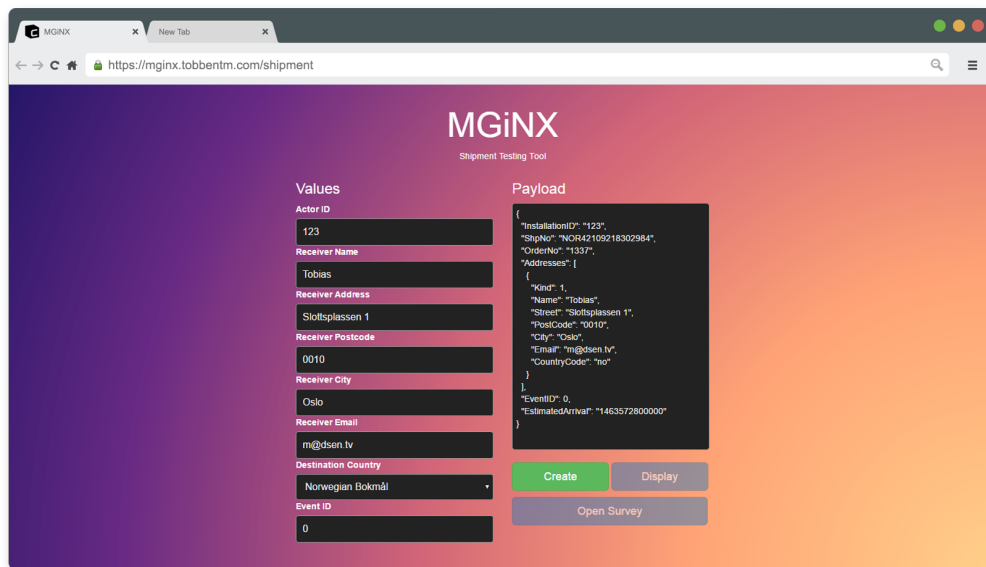 MGiNX
New Tab
https://mginx.tobbentm.com/shipment
MGiNX
Shipment Testing Tool
Values
Actor ID
123
Receiver Name
Tobias
Receiver Address
Slottsplassen 1
Receiver Postcode
0010
Receiver City
Oslo
Receiver Email
m@dsen.tv
Destination Country
Norwegian Bokmål
Event ID
0
Payload
{
"InstallationID": "123",
"ShpNo": "NOR42109218302984",
"OrderNo": "1337",
"Addresses": [
{
"Kind": 1,
"Name": "Tobias",
"Street": "Slottsplassen 1",
"PostCode": "0010",
"City": "Oslo",
"Email": "m@dsen.tv",
"CountryCode": "no"
}
],
"EventID": 0,
"EstimatedArrival": "1463572800000"
}
Create
Display
Open Survey